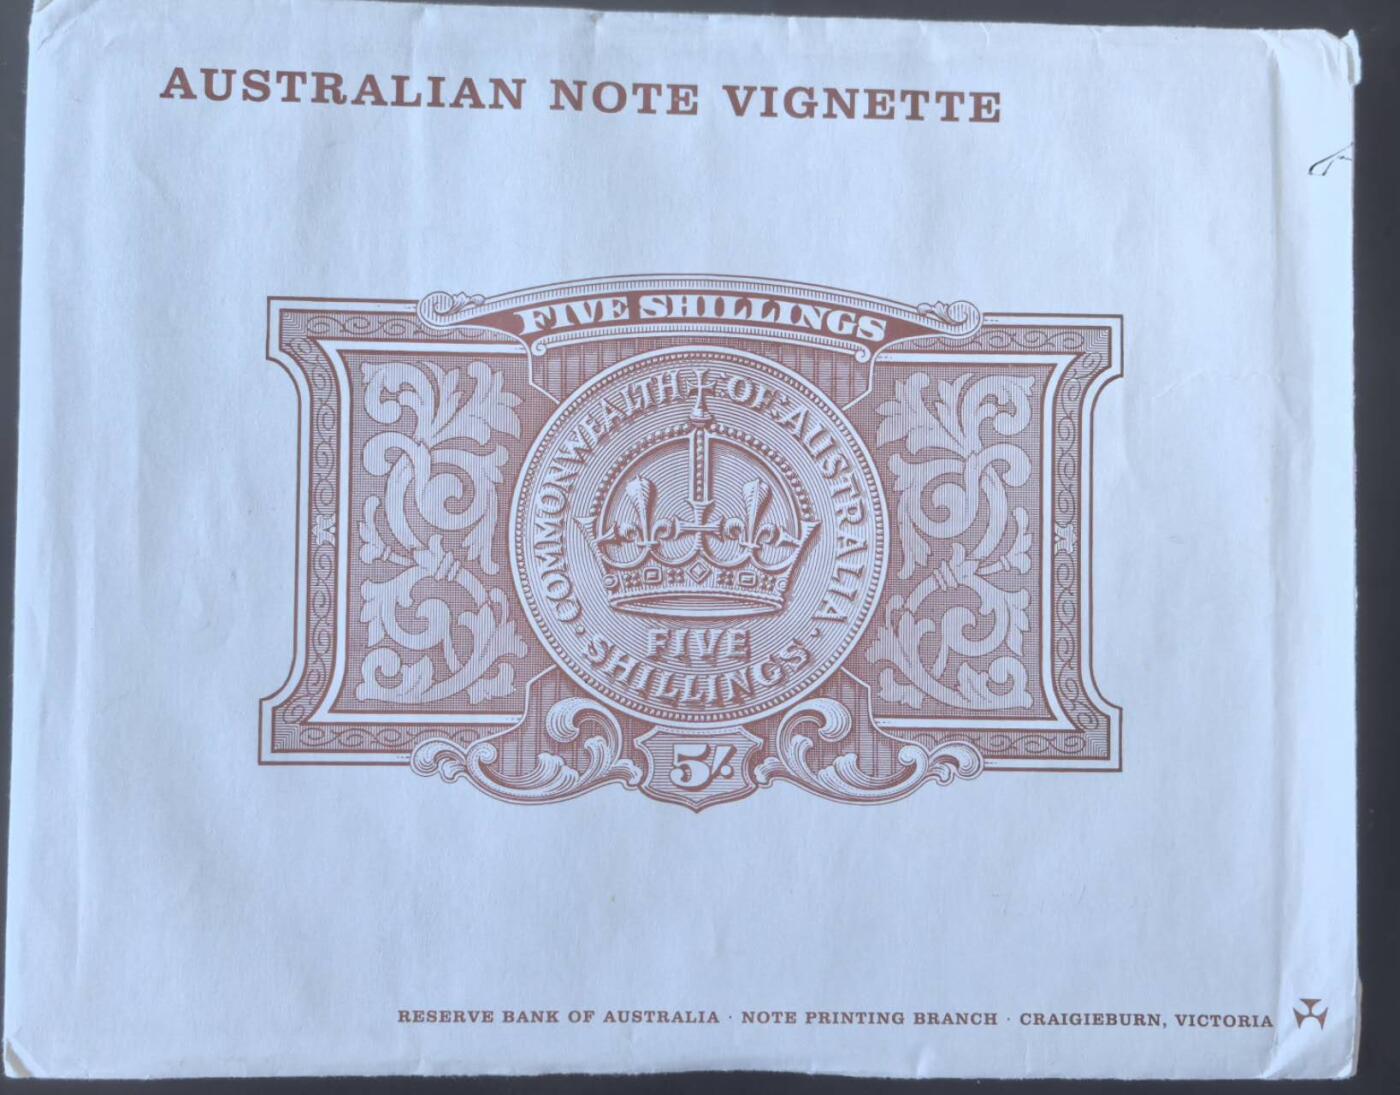 AUSTRALIAN NOTE VIGNETTE
FIVE SHILLINGS
COMMONWEALTH OF AUSTRALIA
FIVE
SHILLINGS
5/.
RESERVE BANK OF AUSTRALIA · NOTE PRINTING BRANCH · CRAIGIEBURN, VICTORIA